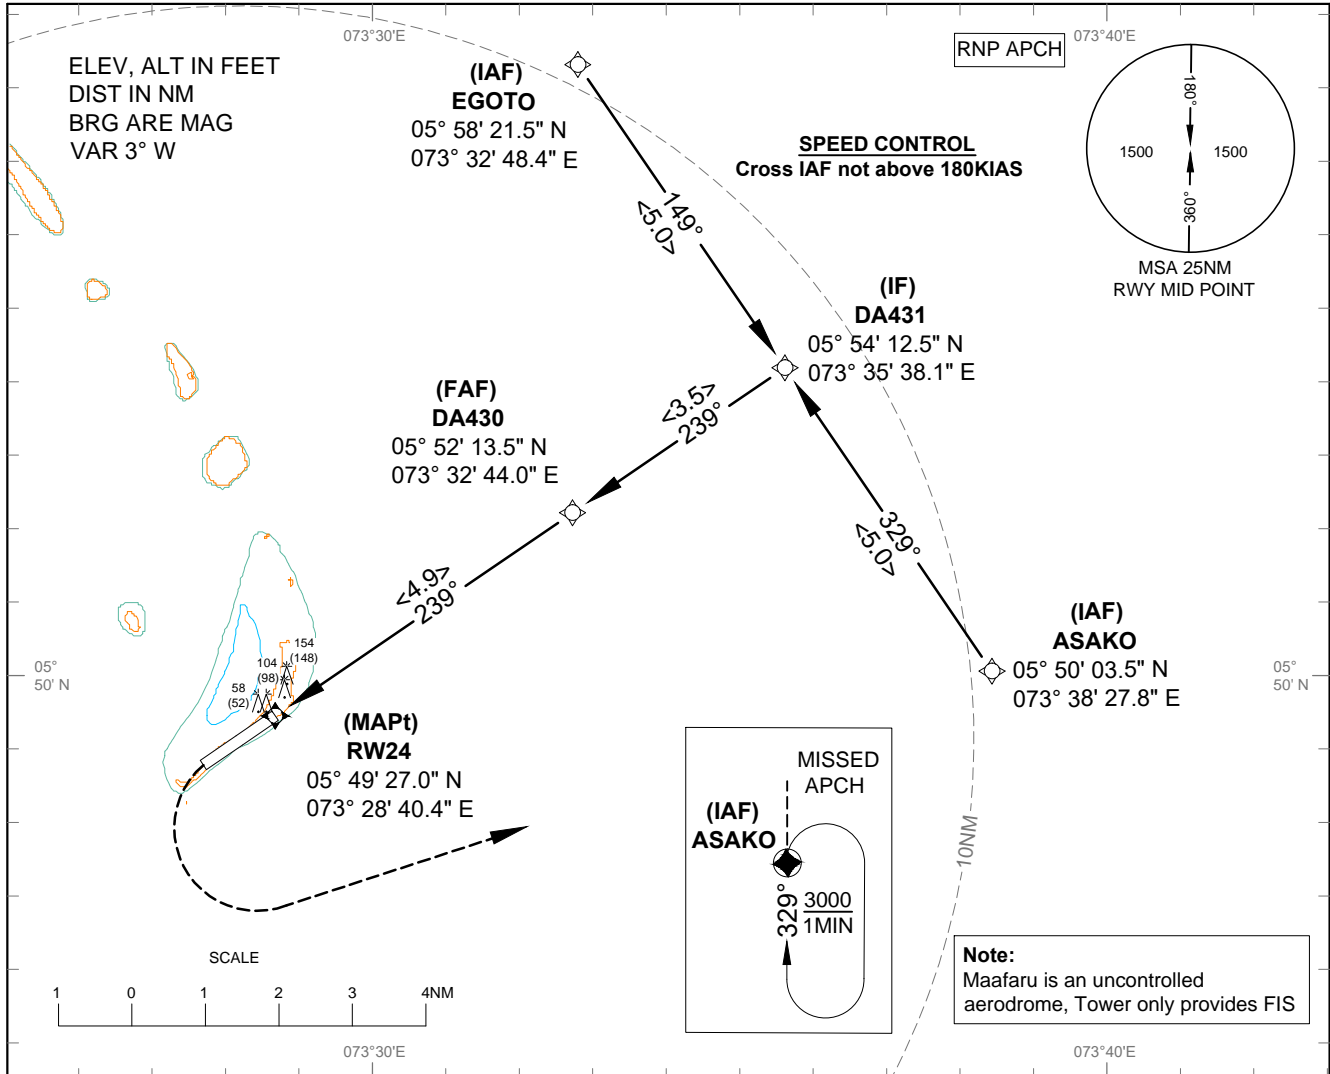 073° 30'E
073° 40'E
ELEV, ALT IN FEET
DIST IN NM
BRG ARE MAG
VAR 3° W
(IAF)
EGOTO
05° 58' 21.5" N
073° 32' 48.4" E
RNP APCH
SPEED CONTROL
Cross IAF not above 180KIAS
180°
1500
1500
360°
MSA 25NM
RWY MID POINT
149°
<5.0>
(IF)
DA431
05° 54' 12.5" N
073° 35' 38.1" E
(FAF)
DA430
05° 52' 13.5" N
073° 32' 44.0" E
<3.5>
239°
329°
<5.0>
<4.9>
239°
(IAF)
ASAKO
05° 50' 03.5" N
073° 38' 27.8" E
05°
50' N
05°
50' N
154
(148)
104
(98)
58
(52)
(MAPt)
RW24
05° 49' 27.0" N
073° 28' 40.4" E
MISSED
APCH
(IAF)
ASAKO
329°
3000
1MIN
10NM
SCALE
1 0 1 2 3 4NM
Note:
Maafaru is an uncontrolled
aerodrome, Tower only provides FIS
073° 30'E
073° 40'E